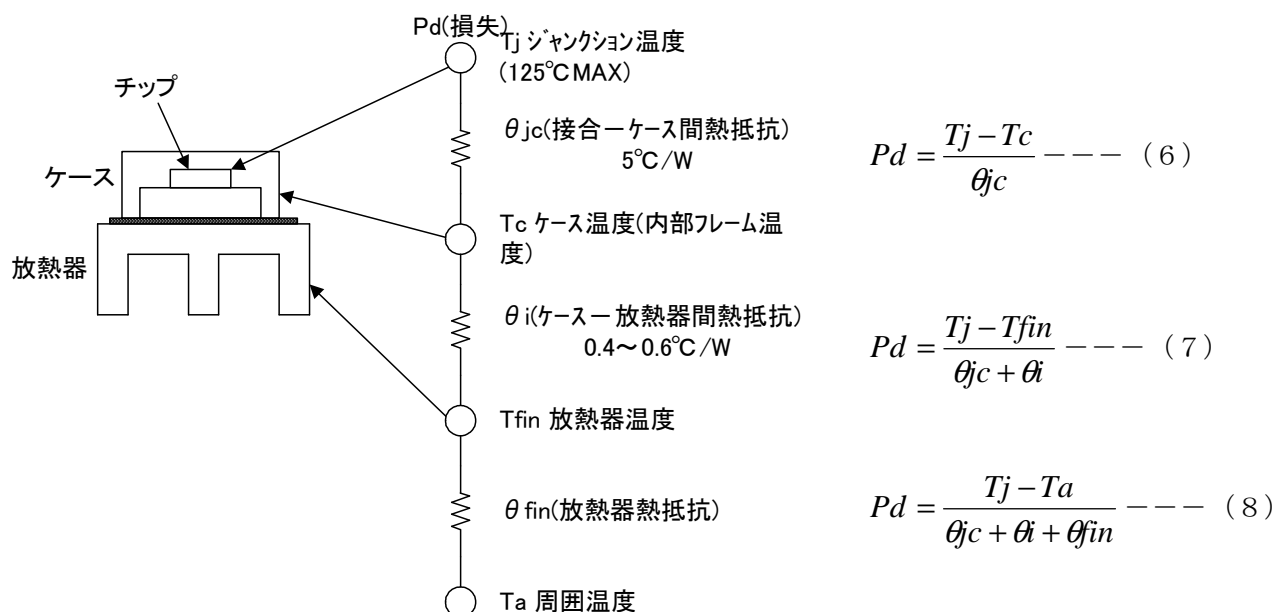 Pd(損失)
Tj ジャンクション温度
(125℃MAX)
チップ
θjc(接合ーケース間熱抵抗)
5℃/W
Pd = \frac{Tj - Tc}{θjc} --- (6)
ケース
Tc ケース温度(内部フレーム温
度)
放熱器
θi(ケースー放熱器間熱抵抗)
0.4～0.6℃/W
Pd = \frac{Tj - Tfin}{θjc + θi} --- (7)
Tfin 放熱器温度
θfin(放熱器熱抵抗)
Pd = \frac{Tj - Ta}{θjc + θi + θfin} --- (8)
Ta 周囲温度